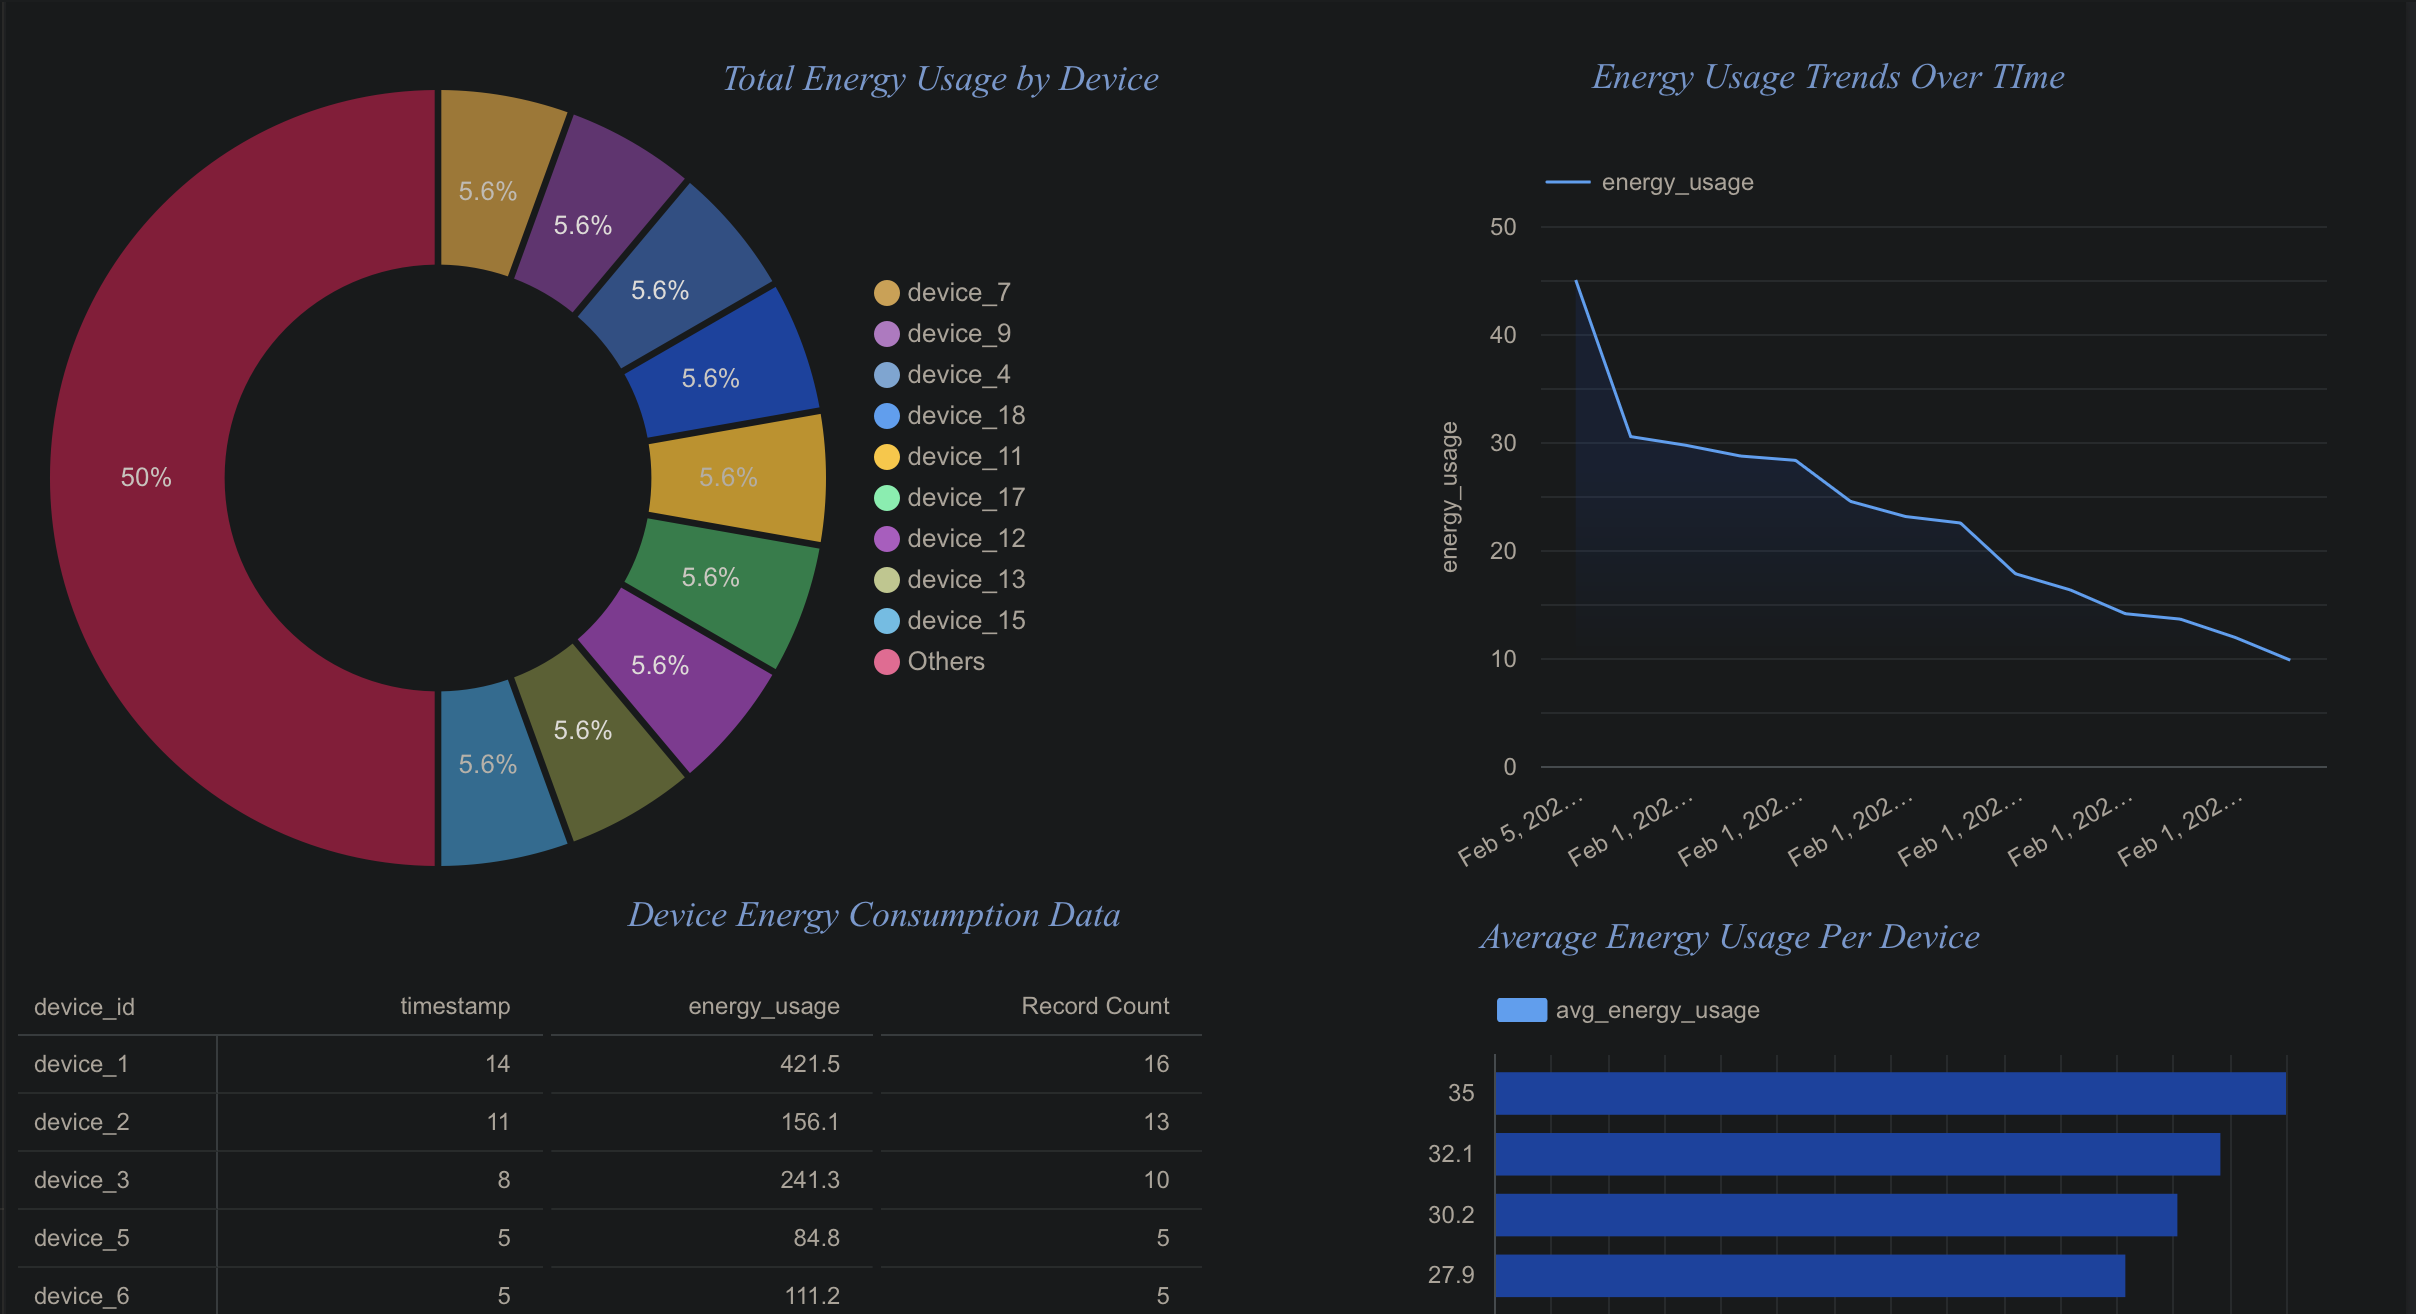 Total Energy Usage by Device
5.6%
5.6%
5.6%
5.6%
5.6%
5.6%
5.6%
5.6%
5.6%
50%
device_7
device_9
device_4
device_18
device_11
device_17
device_12
device_13
device_15
Others
Energy Usage Trends Over TIme
energy_usage
50
40
30
20
10
0
energy_usage
Feb 5, 202...
Feb 1, 202...
Feb 1, 202...
Feb 1, 202...
Feb 1, 202...
Feb 1, 202...
Feb 1, 202...
Device Energy Consumption Data
device_id timestamp energy_usage Record Count
device_1 14 421.5 16
device_2 11 156.1 13
device_3 8 241.3 10
device_5 5 84.8 5
device_6 5 111.2 5
Average Energy Usage Per Device
avg_energy_usage
35
32.1
30.2
27.9